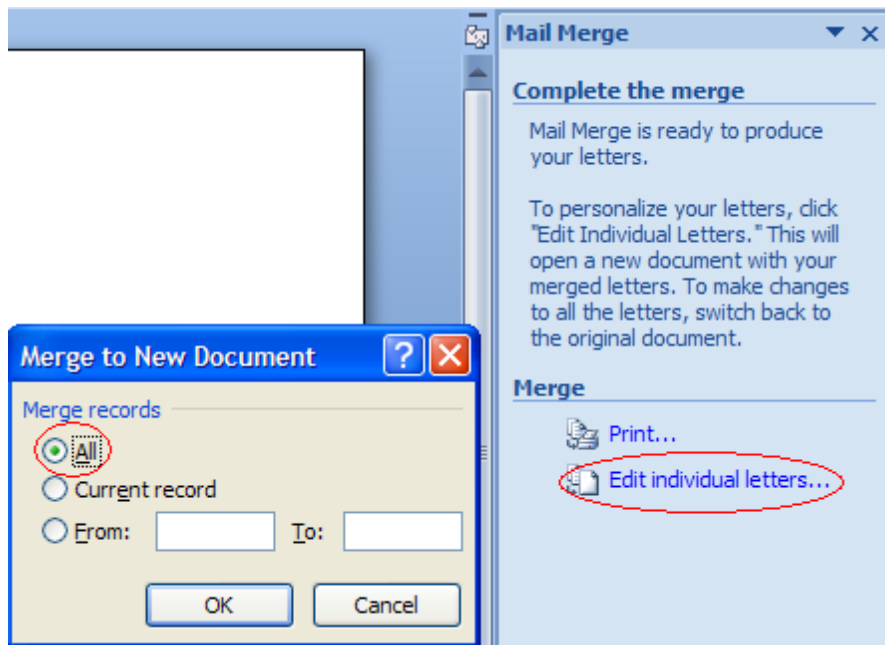 Mail Merge
Complete the merge
Mail Merge is ready to produce
your letters.
To personalize your letters, click
"Edit Individual Letters." This will
open a new document with your
merged letters. To make changes
to all the letters, switch back to
the original document.
Merge
Print...
Edit individual letters...
Merge to New Document
Merge records
All
Current record
From: To:
OK Cancel